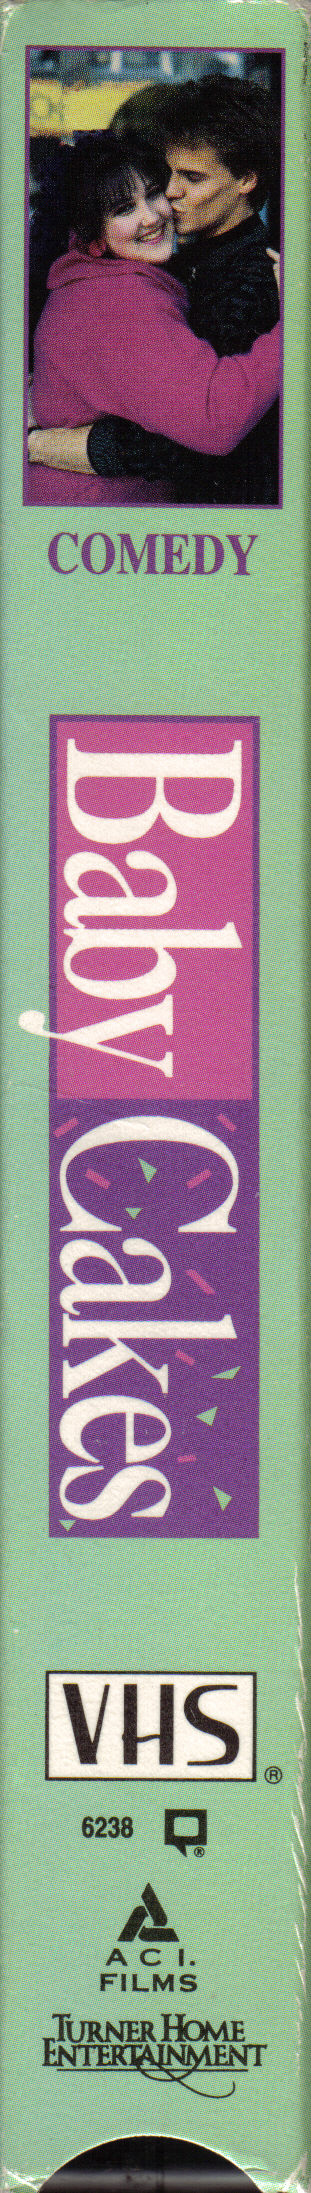 COMEDY
Baby Cakes
VHS
®
6238
®
A C I.
FILMS
TURNER HOME
ENTERTAINMENT